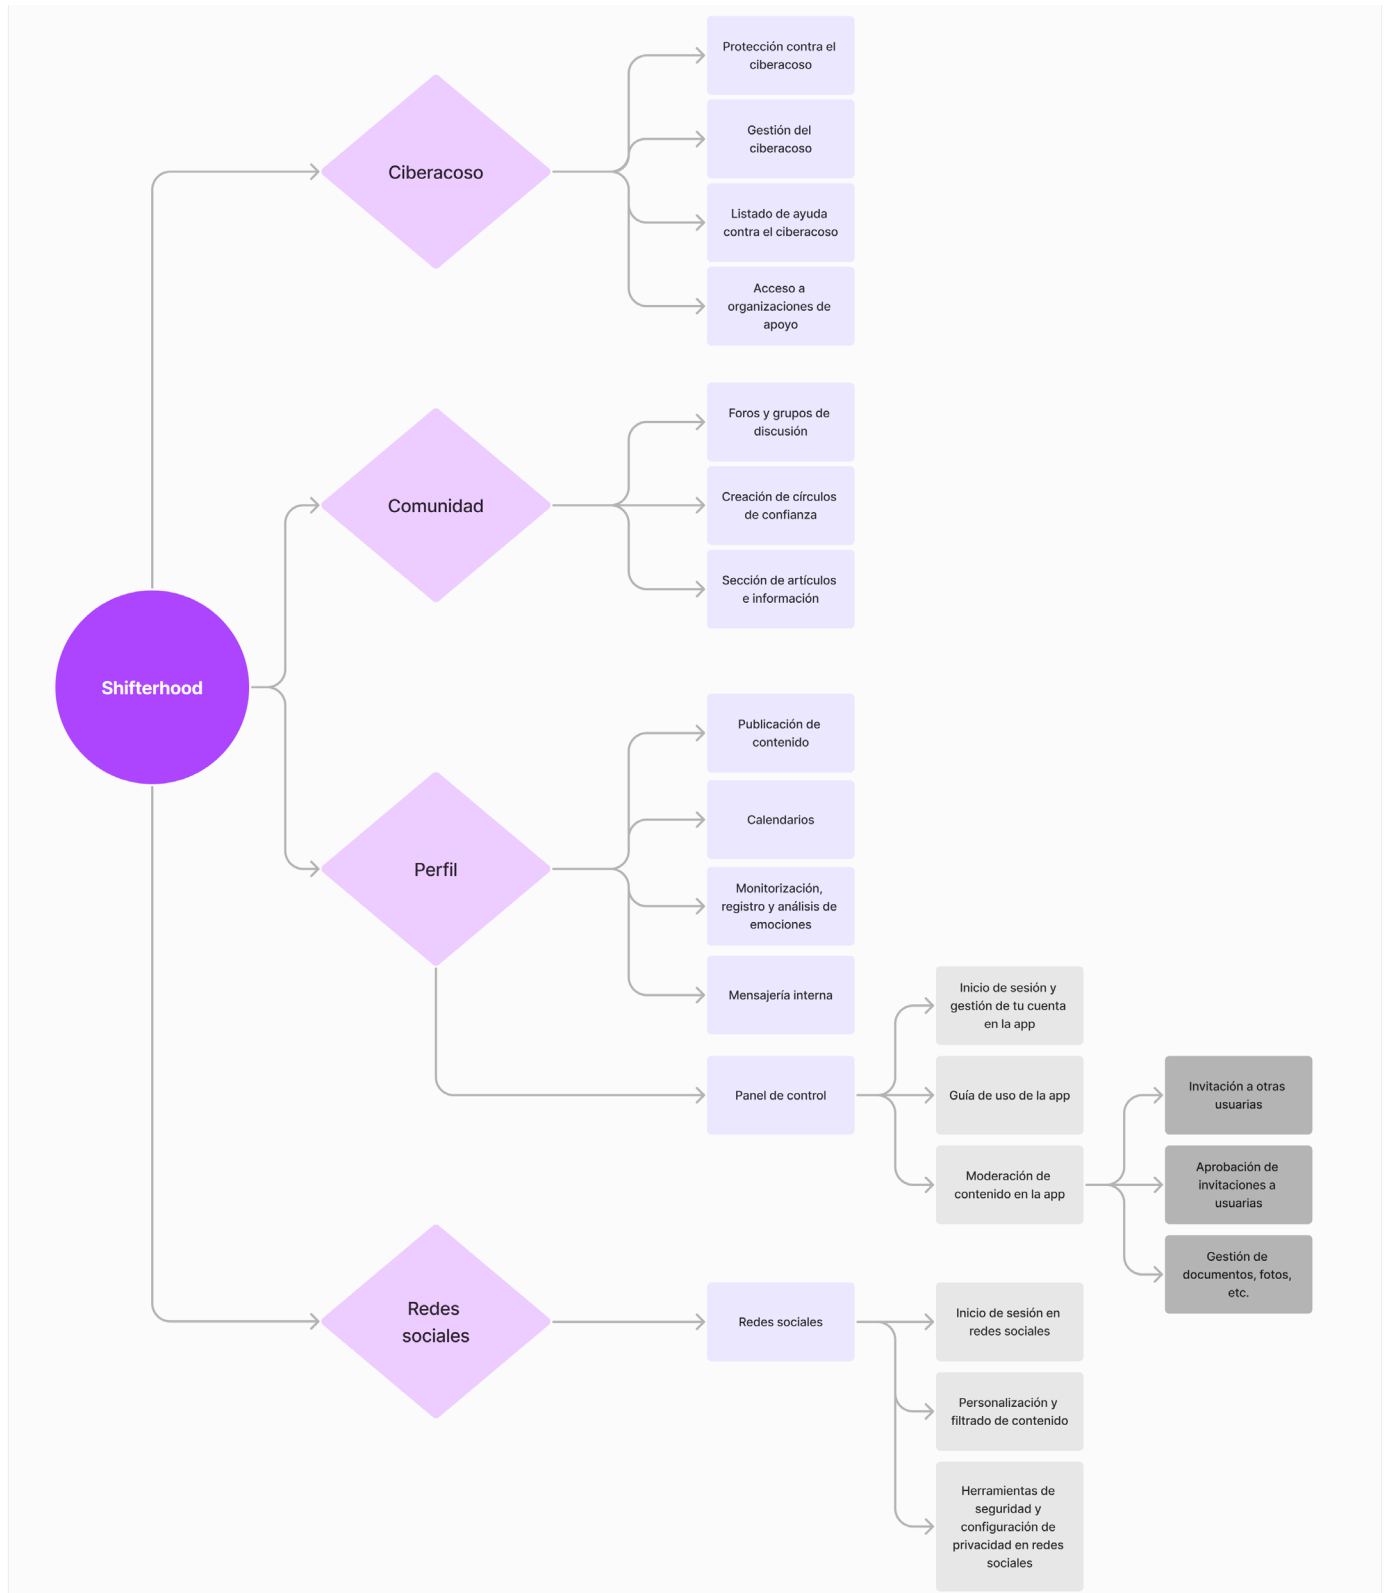 Protección contra el
ciberacoso
Gestión del
ciberacoso
Ciberacoso
Listado de ayuda
contra el ciberacoso
Acceso a
organizaciones de
apoyo
Foros y grupos de
discusión
Comunidad
Creación de círculos
de confianza
Sección de artículos
e información
Shifterhood
Publicación de
contenido
Calendarios
Perfil
Monitorización,
registro y análisis de
emociones
Mensajería interna
Inicio de sesión y
gestión de tu cuenta
en la app
Panel de control
Guía de uso de la app
Invitación a otras
usuarias
Moderación de
contenido en la app
Aprobación de
invitaciones a
usuarias
Gestión de
documentos, fotos,
etc.
Redes
sociales
Redes sociales
Inicio de sesión en
redes sociales
Personalización y
filtrado de contenido
Herramientas de
seguridad y
configuración de
privacidad en redes
sociales